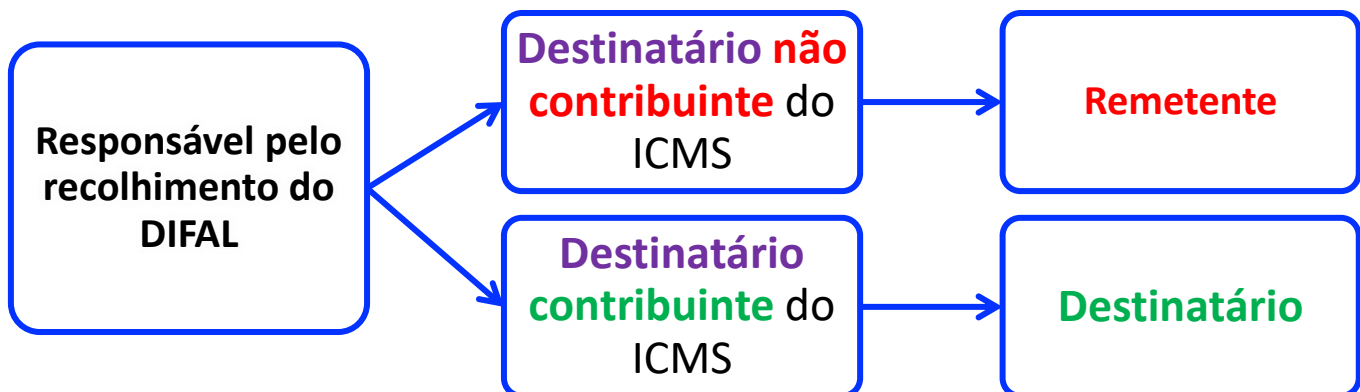 Responsável pelo
recolhimento do
DIFAL
Destinatário não
contribuinte do
ICMS
Remetente
Destinatário
contribuinte do
ICMS
Destinatário